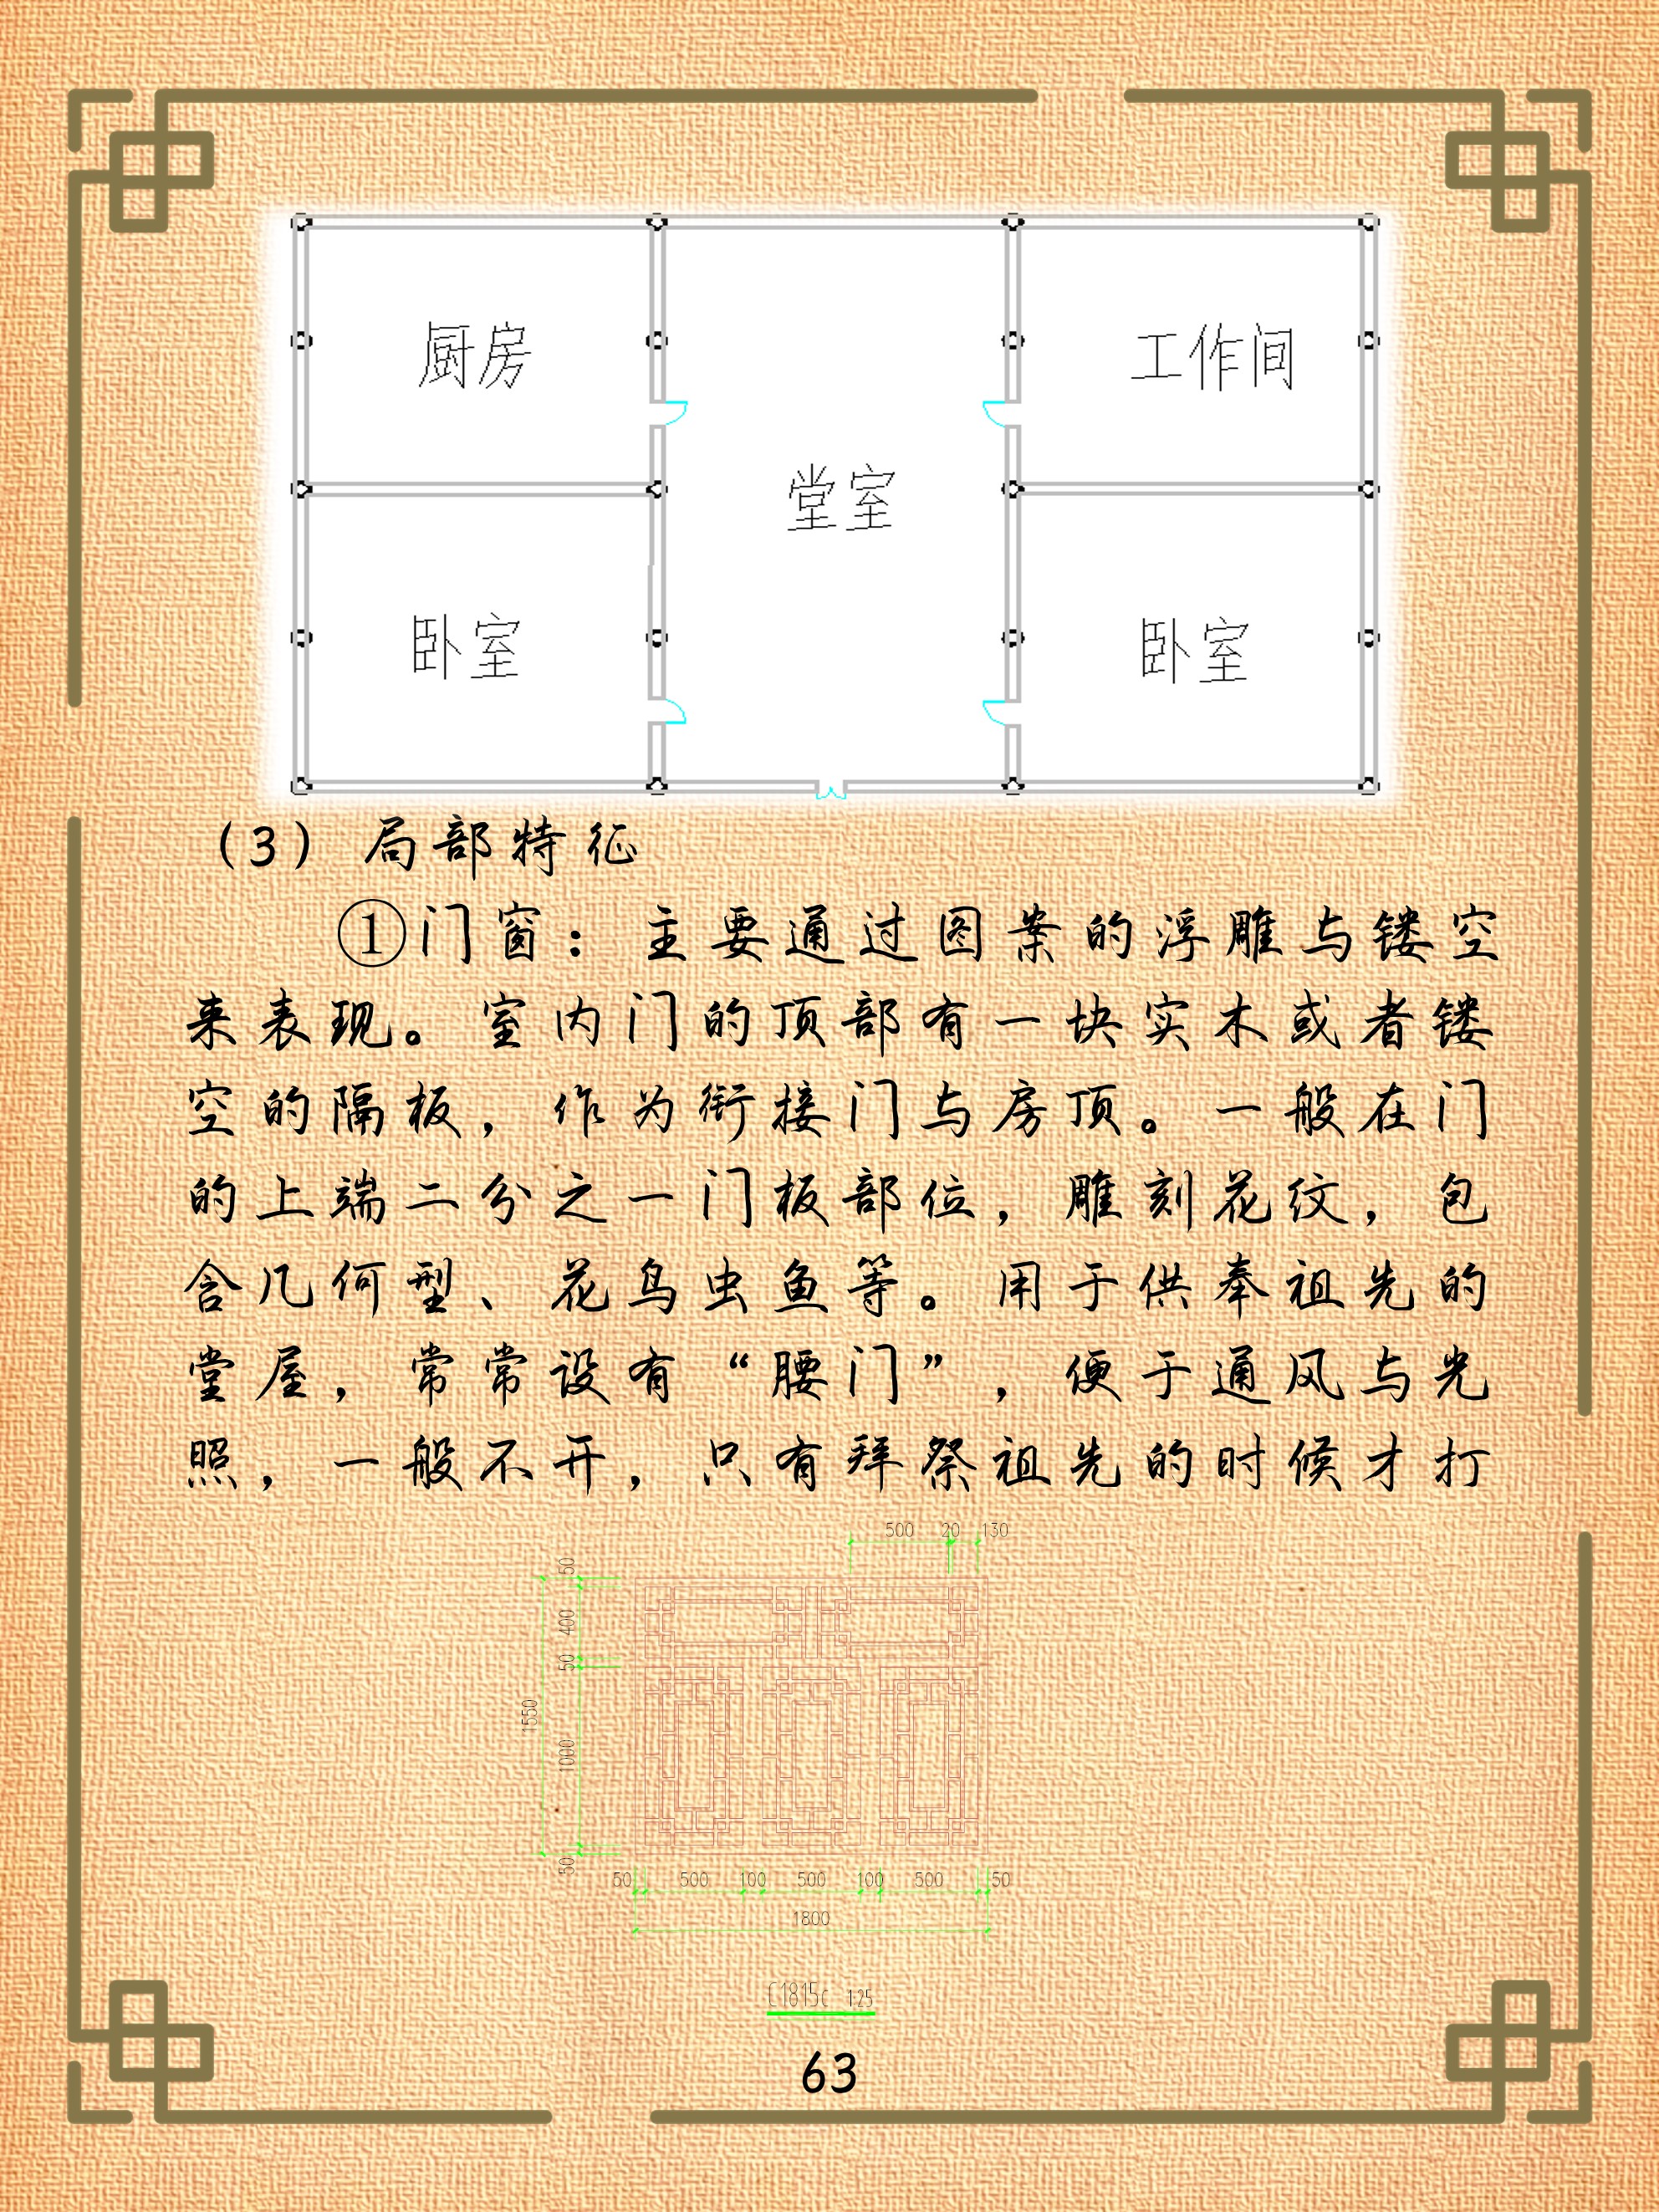 厨房
工作间
堂室
卧室
卧室
（3）局部特征
①门窗：主要通过图案的浮雕与镂空
来表现。室内门的顶部有一块实木或者镂
空的隔板，作为衔接门与房顶。一般在门
的上端二分之一门板部位，雕刻花纹，包
含几何型、花鸟虫鱼等。用于供奉祖先的
堂屋，常常设有“腰门”，便于通风与光
照，一般不开，只有拜祭祖先的时候才打
500 20 130
50
400
50
1550
1000
50
50 500 100 500 100 500 50
1800
C1815c 1:25
63